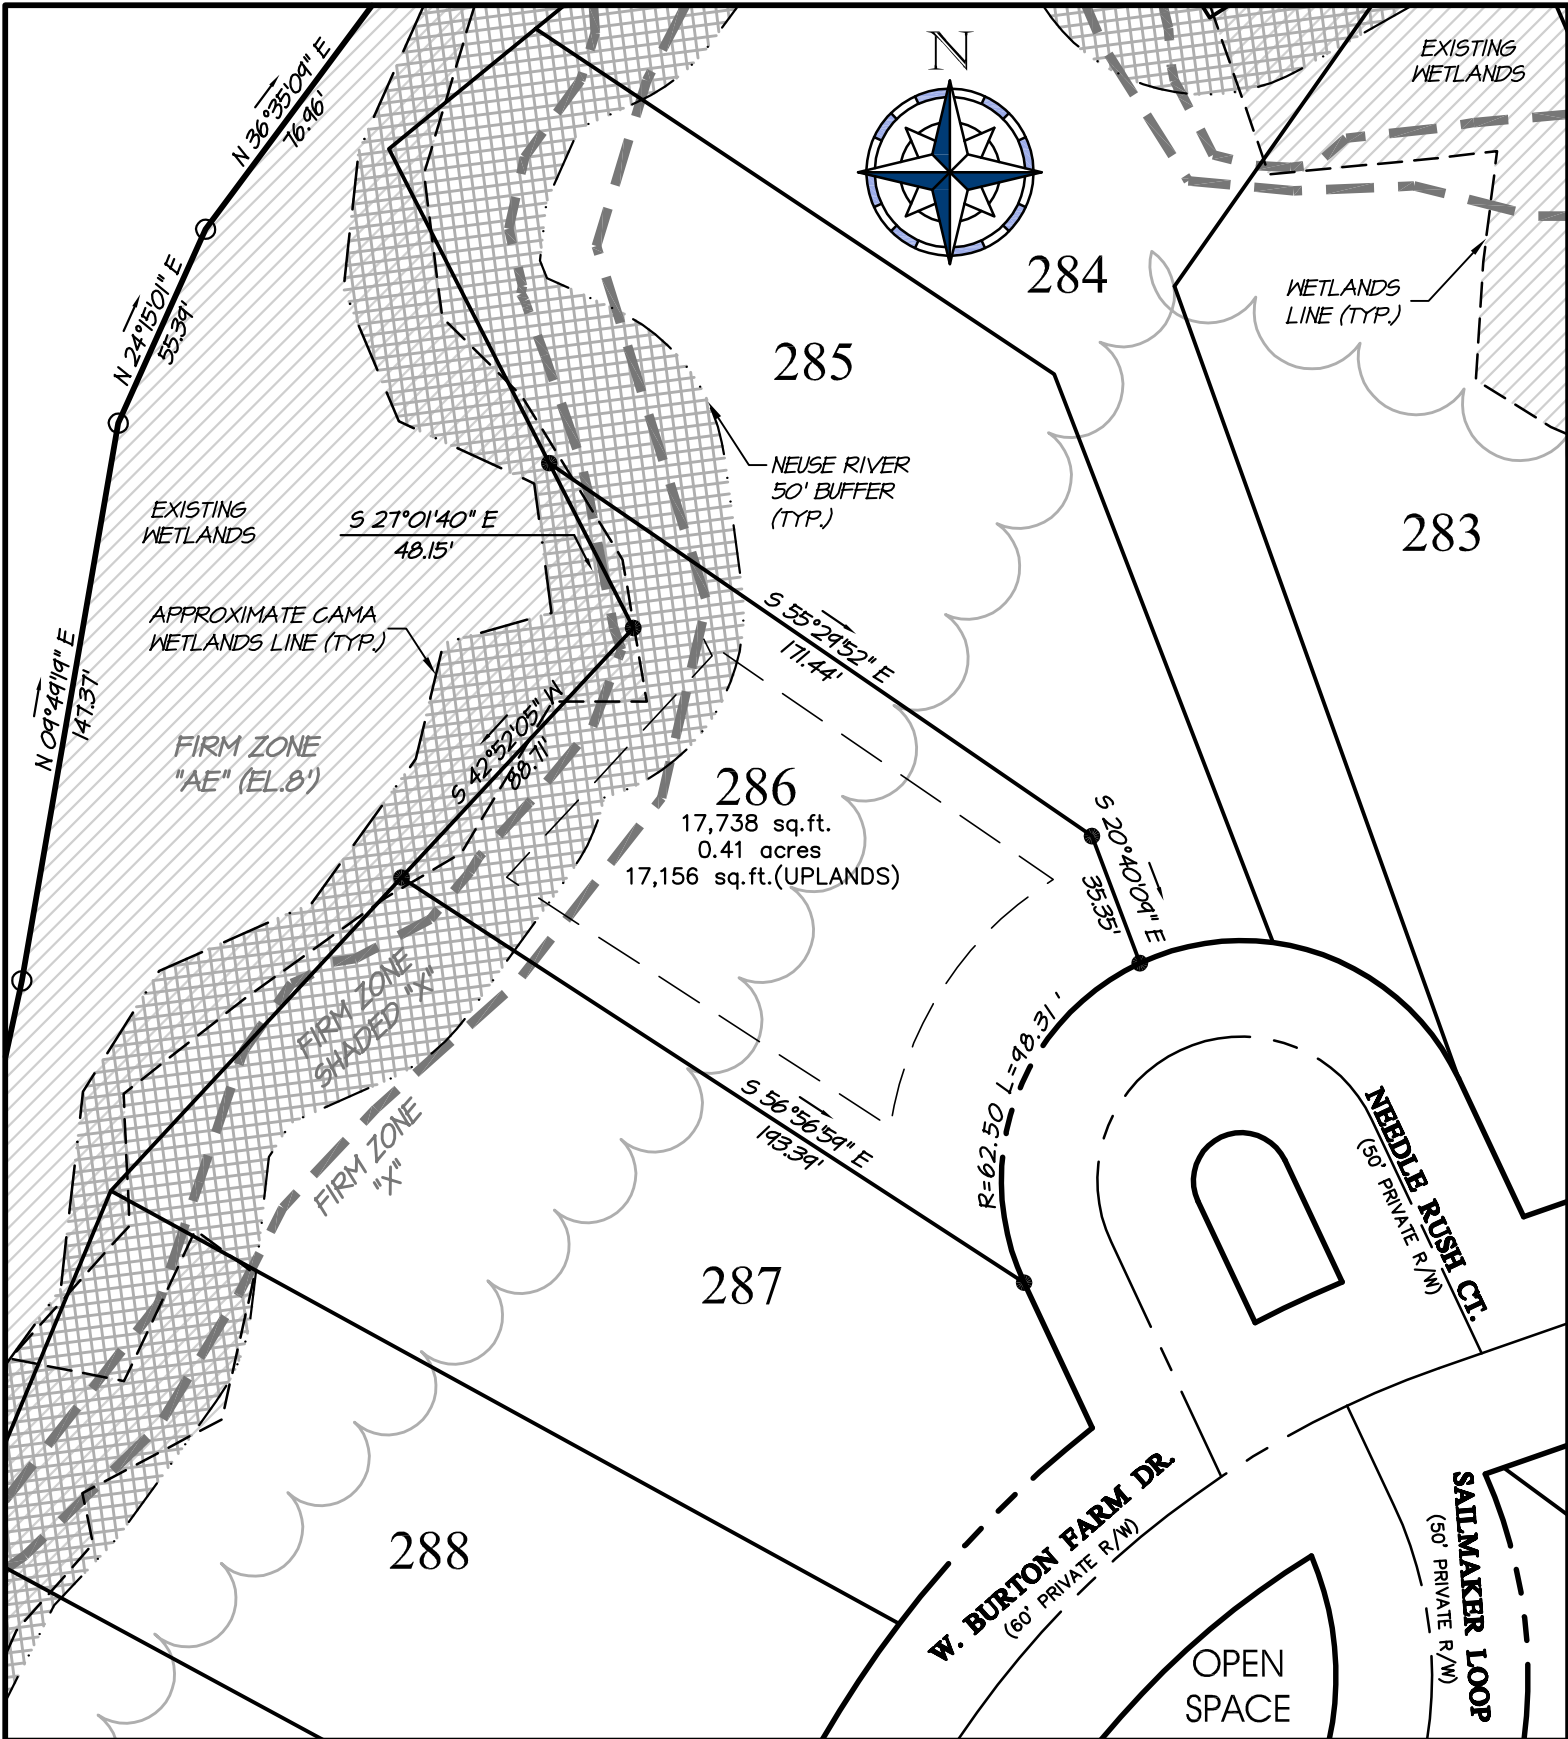 N
EXISTING
WETLANDS
N 36°35'09" E
76.96'
284
WETLANDS
LINE (TYP.)
N 24°15'01" E
55.39'
285
NEUSE RIVER
50' BUFFER
(TYP.)
283
EXISTING
WETLANDS
S 27°01'40" E
48.15'
APPROXIMATE CAMA
WETLANDS LINE (TYP.)
S 55°29'52" E
171.44'
N 09°49'19" E
147.37'
FIRM ZONE
"AE" (EL.8')
S 42°52'05" W
88.71'
286
17,738 sq.ft.
0.41 acres
17,156 sq.ft.(UPLANDS)
S 20°40'09" E
35.35'
FIRM ZONE
SHADED "X"
FIRM ZONE
"X"
R=62.50 L=98.31 '
S 56°56'59" E
193.39'
NEEDLE RUSH CT.
(50' PRIVATE R/W)
287
288
W. BURTON FARM DR.
(60' PRIVATE R/W)
SAILMAKER LOOP
(50' PRIVATE R/W)
OPEN
SPACE